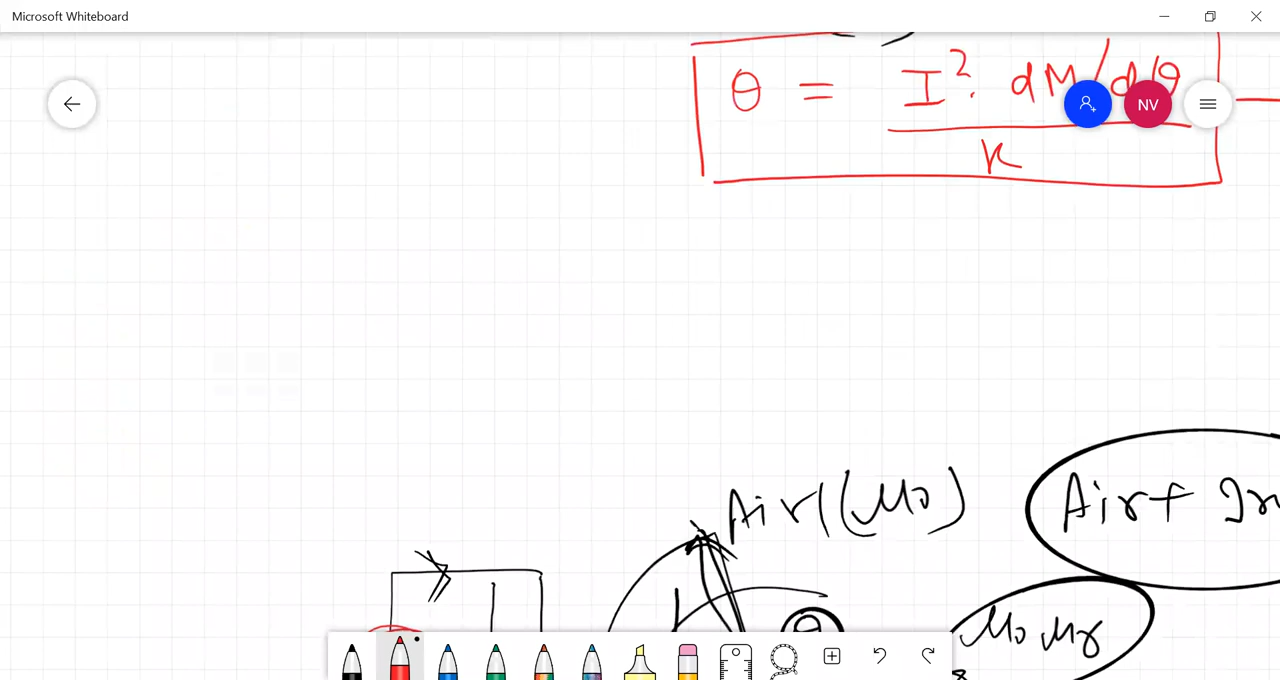 Microsoft Whiteboard
θ = I². dM/dθ
K
NV
Air (μ0)
Air +
μ0 μr
θ